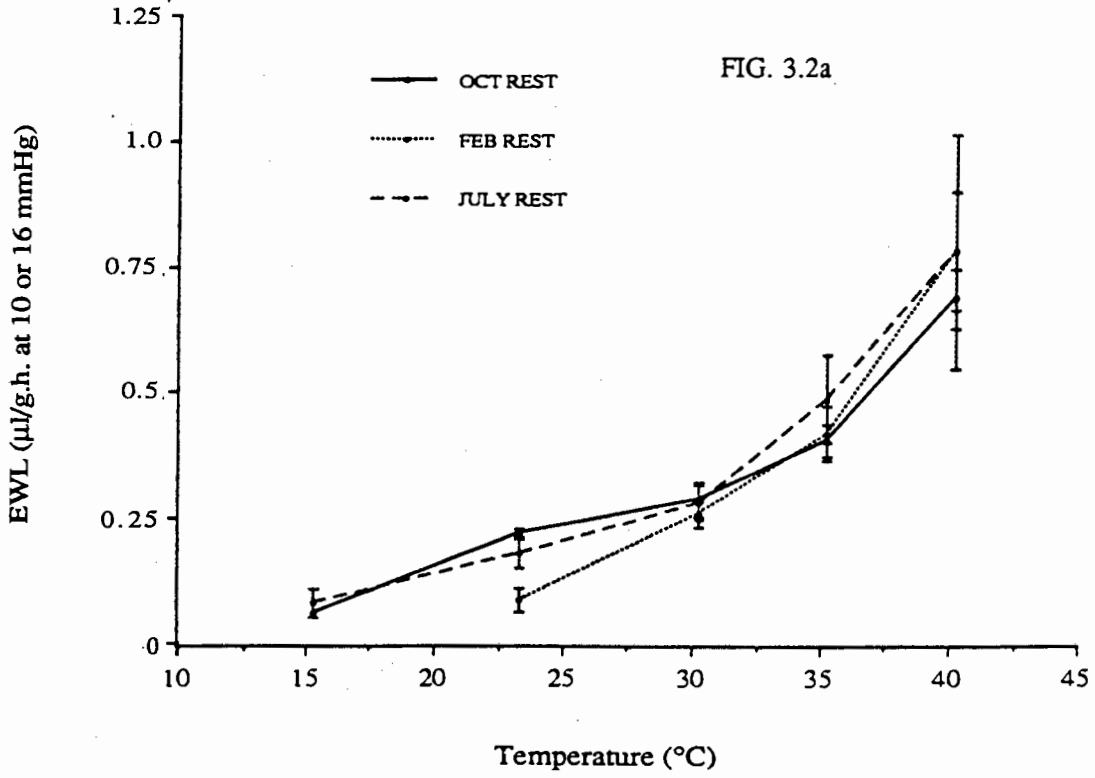 FIG. 3.2a
OCT REST
FEB REST
JULY REST
EWL (µl/g.h. at 10 or 16 mmHg)
1.25
1.0
0.75
0.5
0.25
0
10 15 20 25 30 35 40 45
Temperature (°C)